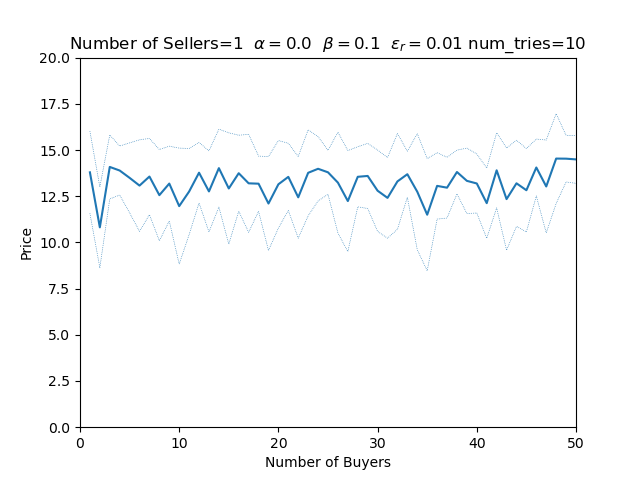 Number of Sellers=1 α = 0.0 β = 0.1 ε_r = 0.01 num_tries=10
20.0
17.5
15.0
12.5
10.0
7.5
5.0
2.5
0.0
Price
0 10 20 30 40 50
Number of Buyers